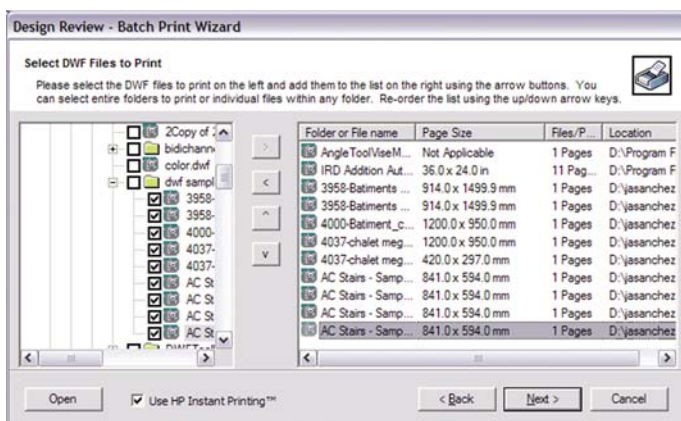 Design Review - Batch Print Wizard
Select DWF Files to Print
Please select the DWF files to print on the left and add them to the list on the right using the arrow buttons. You
can select entire folders to print or individual files within any folder. Re-order the list using the up/down arrow keys.
2Copy of
bidichann
color.dwf
dwf sampl
3958-
3958-
4000-
4037-
4037-
AC St
AC St
AC St
AC St
>
<
^
v
Folder or File name Page Size Files/P... Location
AngleToolViseM... Not Applicable 1 Pages D:\Program F
IRD Addition Aut... 36.0 x 24.0 in 11 Pag... D:\Program F
3958-Batiments ... 914.0 x 1499.9 mm 1 Pages D:\jasanchez
3958-Batiments ... 914.0 x 1499.9 mm 1 Pages D:\jasanchez
4000-Batiment_c... 1200.0 x 950.0 mm 1 Pages D:\jasanchez
4037-chalet meg... 1200.0 x 950.0 mm 1 Pages D:\jasanchez
4037-chalet meg... 420.0 x 297.0 mm 1 Pages D:\jasanchez
AC Stairs - Samp... 841.0 x 594.0 mm 1 Pages D:\jasanchez
AC Stairs - Samp... 841.0 x 594.0 mm 1 Pages D:\jasanchez
AC Stairs - Samp... 841.0 x 594.0 mm 1 Pages D:\jasanchez
AC Stairs - Samp... 841.0 x 594.0 mm 1 Pages D:\jasanchez
Open Use HP Instant Printing™ < Back Next > Cancel